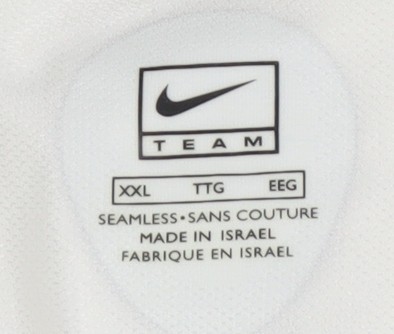 TEAM
XXL TTG EEG
SEAMLESS•SANS COUTURE
MADE IN ISRAEL
FABRIQUE EN ISRAEL